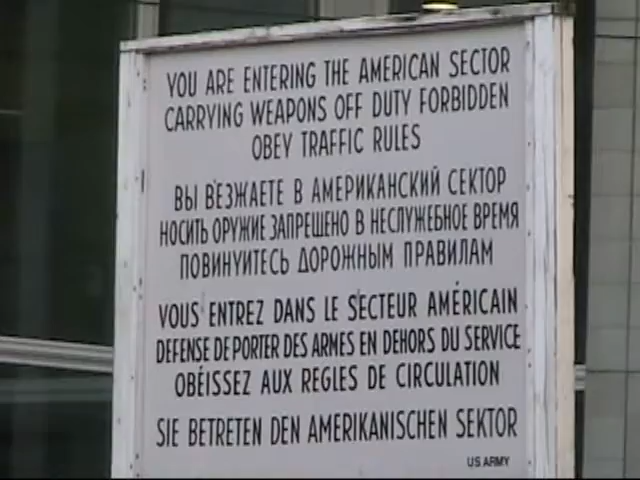 YOU ARE ENTERING THE AMERICAN SECTOR
CARRYING WEAPONS OFF DUTY FORBIDDEN
OBEY TRAFFIC RULES
ВЫ В'ЕЗЖАЕТЕ В АМЕРИКАНСКИЙ СЕКТОР
НОСИТЬ ОРУЖИЕ ЗАПРЕЩЕНО В НЕСЛУЖЕБНОЕ ВРЕМЯ
ПОВИНУЙТЕСЬ ДОРОЖНЫМ ПРАВИЛАМ
VOUS ENTREZ DANS LE SECTEUR AMÉRICAIN
DEFENSE DE PORTER DES ARMES EN DEHORS DU SERVICE
OBÉISSEZ AUX REGLES DE CIRCULATION
SIE BETRETEN DEN AMERIKANISCHEN SEKTOR
US ARMY